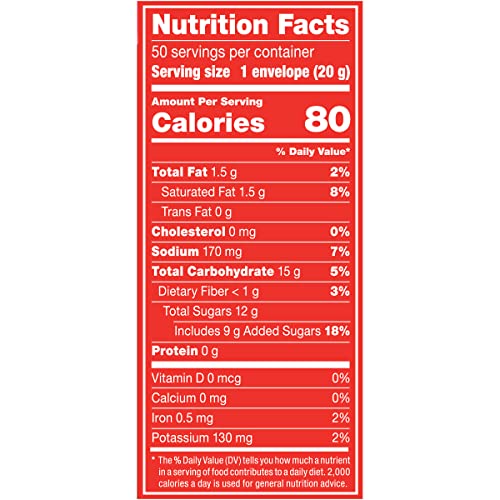 Nutrition Facts
50 servings per container
Serving size 1 envelope (20 g)
Amount Per Serving
Calories 80
% Daily Value*
Total Fat 1.5 g 2%
Saturated Fat 1.5 g 8%
Trans Fat 0 g
Cholesterol 0 mg 0%
Sodium 170 mg 7%
Total Carbohydrate 15 g 5%
Dietary Fiber < 1 g 3%
Total Sugars 12 g
Includes 9 g Added Sugars 18%
Protein 0 g
Vitamin D 0 mcg 0%
Calcium 0 mg 0%
Iron 0.5 mg 2%
Potassium 130 mg 2%
* The % Daily Value (DV) tells you how much a nutrient
in a serving of food contributes to a daily diet. 2,000
calories a day is used for general nutrition advice.